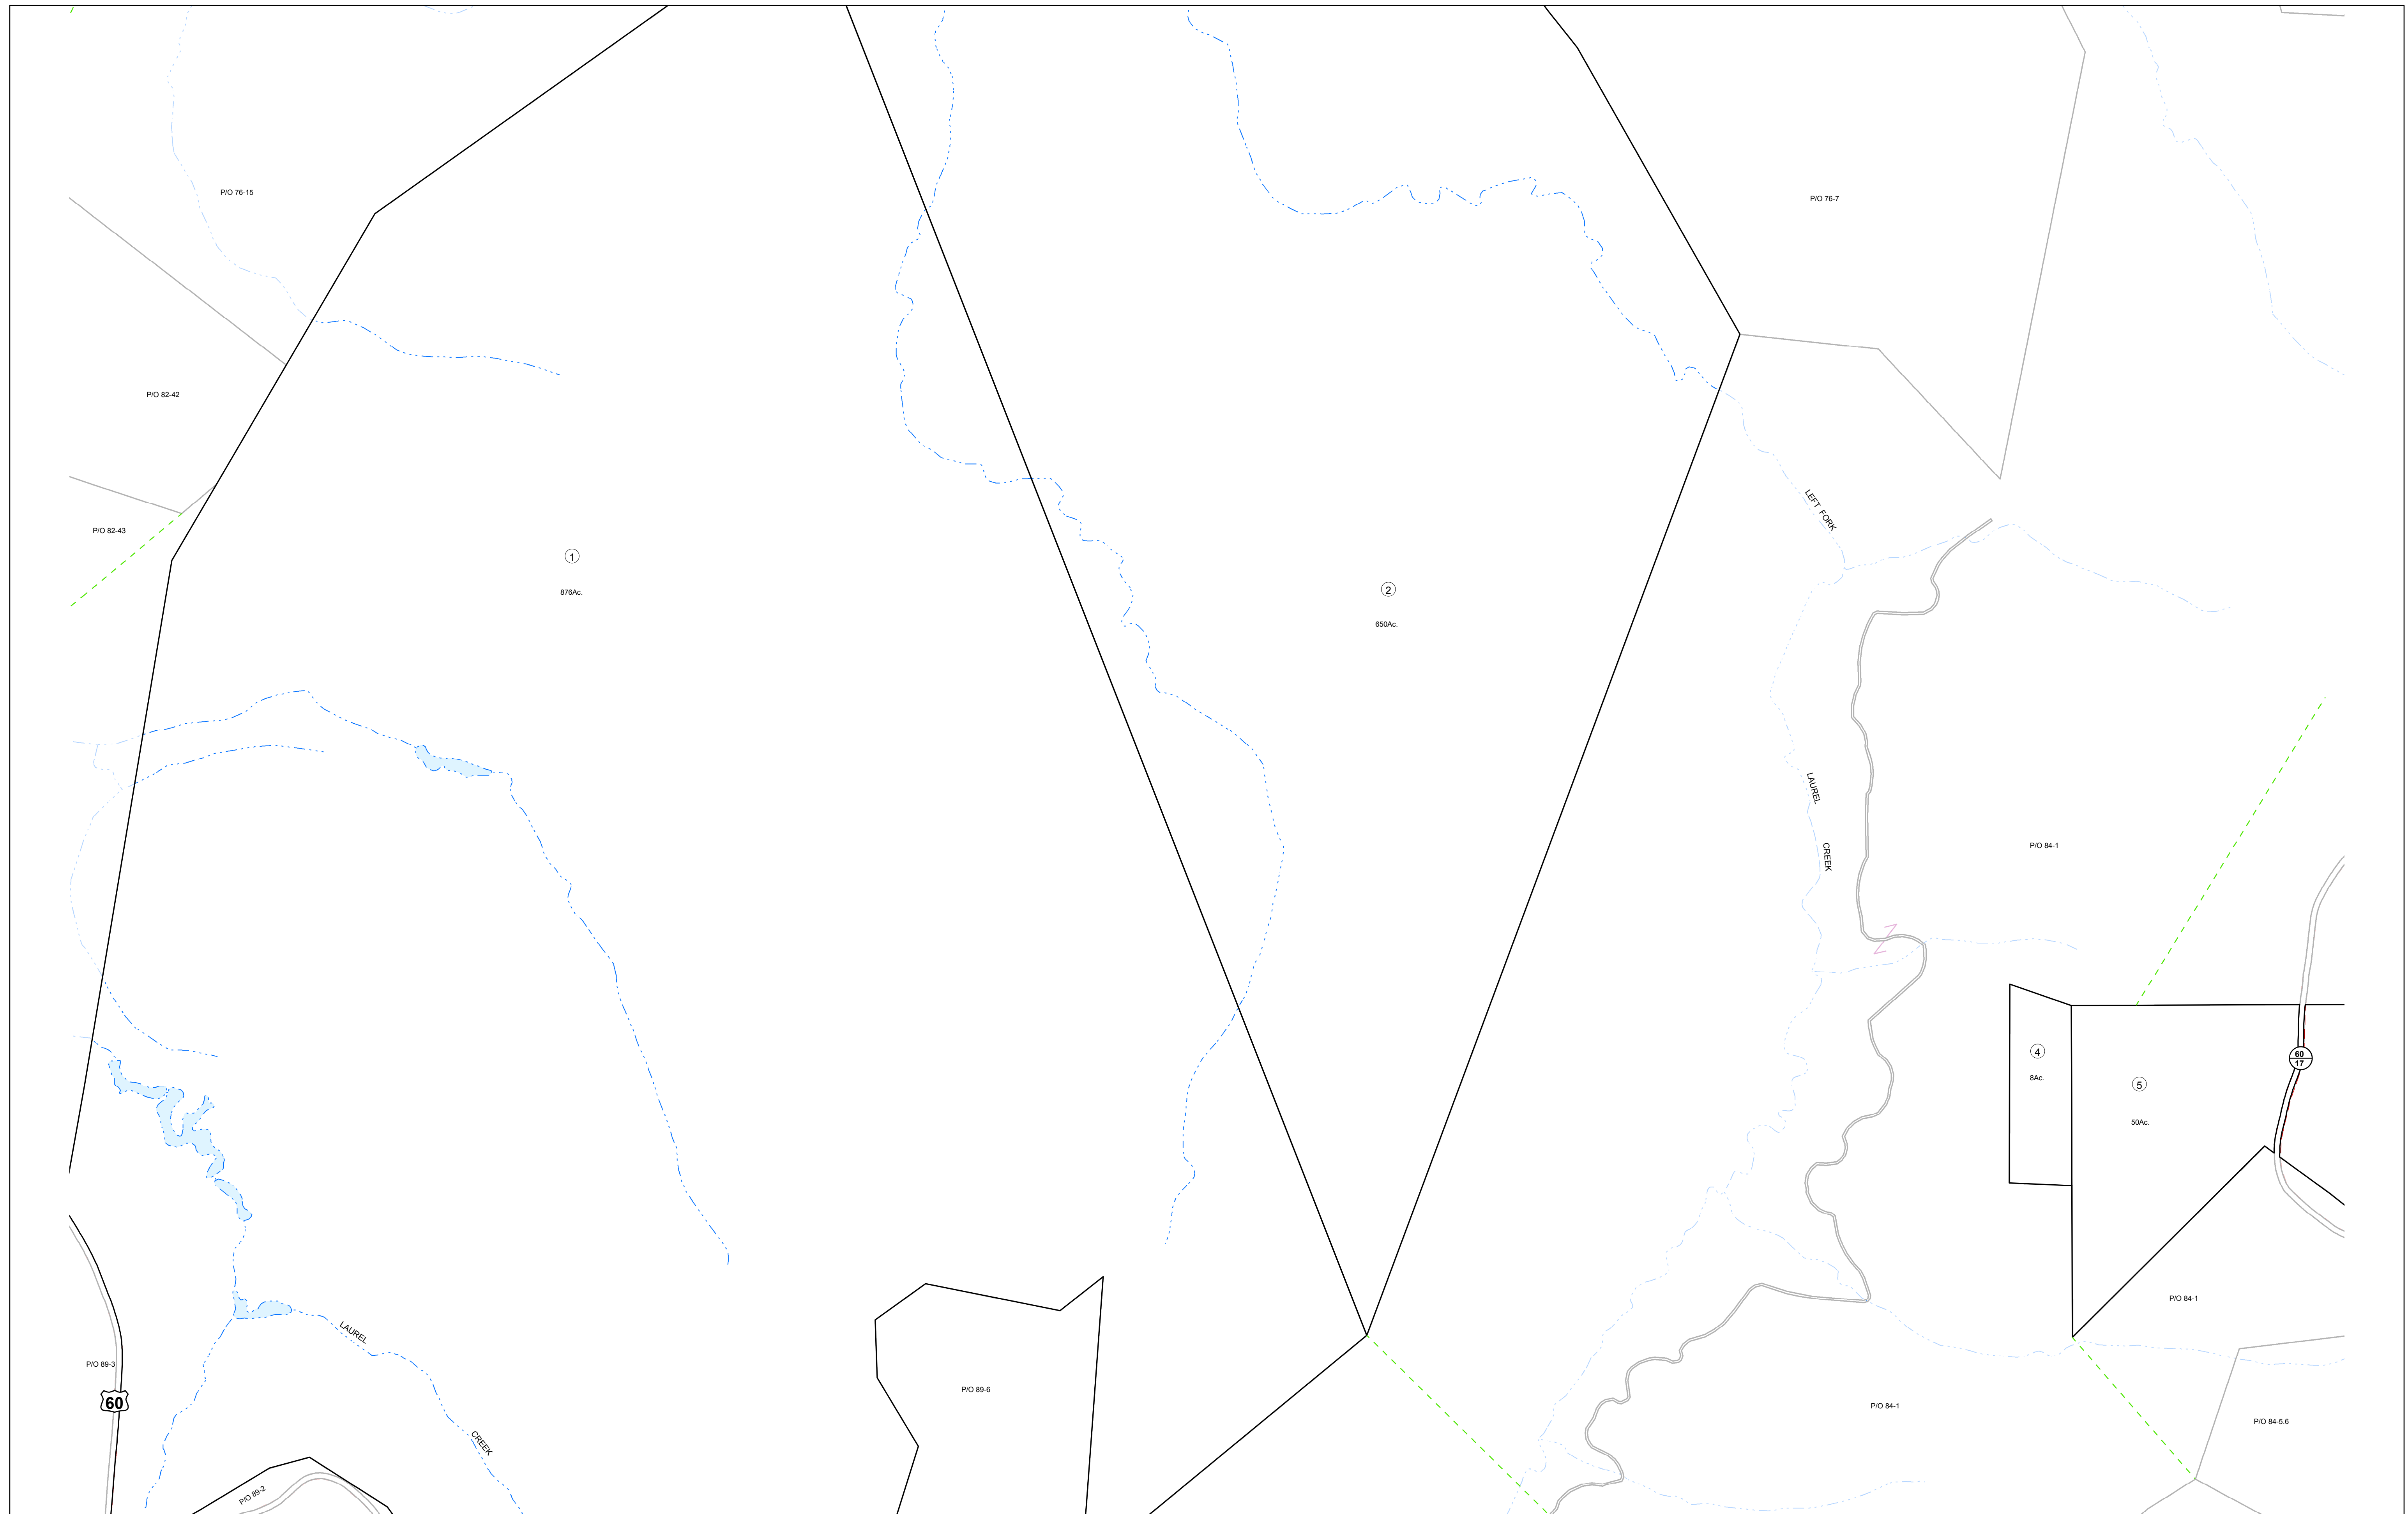 P/O 76-15
P/O 76-7
P/O 82-42
LEFT FORK
P/O 82-43
1
876Ac.
2
650Ac.
LAUREL
CREEK
P/O 84-1
4
8Ac.
60
17
5
50Ac.
P/O 84-1
LAUREL
P/O 89-3
60
P/O 89-6
P/O 84-1
P/O 84-5.6
CREEK
P/O 89-2